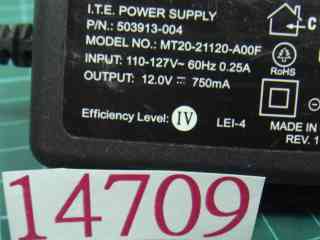 I.T.E. POWER SUPPLY
P/N.: 503913-004
MODEL NO.: MT20-21120-A00F
INPUT: 110-127V~ 60Hz 0.25A
OUTPUT: 12.0V ⎓ 750mA
RoHS
C
Efficiency Level: IV LEI-4
MADE IN
REV. 1
14709